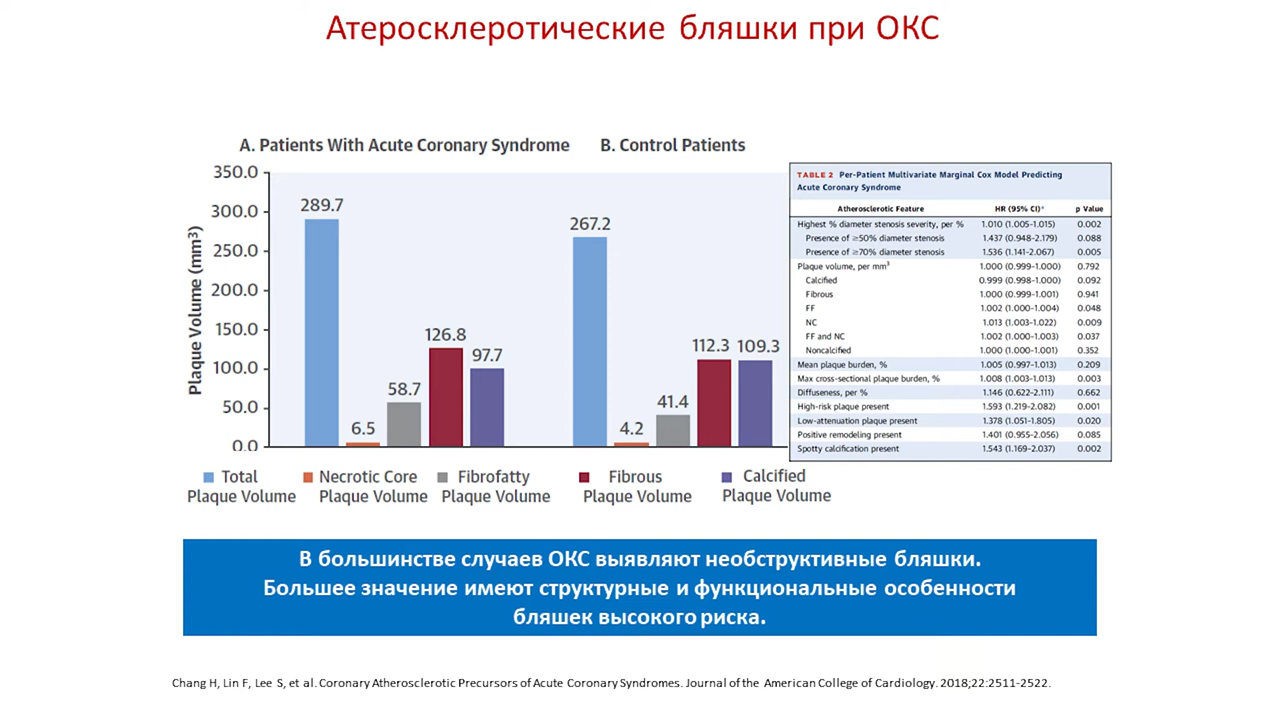 Атеросклеротические бляшки при ОКС
A. Patients With Acute Coronary Syndrome
B. Control Patients
Plaque Volume (mm³)
350.0
300.0
250.0
200.0
150.0
100.0
50.0
0.0
289.7
6.5
58.7
126.8
97.7
267.2
4.2
41.4
112.3
109.3
Total
Plaque Volume
Necrotic Core
Plaque Volume
Fibrofatty
Plaque Volume
Fibrous
Plaque Volume
Calcified
Plaque Volume
TABLE 2 Per-Patient Multivariate Marginal Cox Model Predicting
Acute Coronary Syndrome
Atherosclerotic Feature HR (95% CI)* p Value
Highest % diameter stenosis severity, per % 1.010 (1.005–1.015) 0.002
Presence of ≥50% diameter stenosis 1.437 (0.948–2.179) 0.088
Presence of ≥70% diameter stenosis 1.536 (1.141–2.067) 0.005
Plaque volume, per mm³ 1.000 (0.999–1.000) 0.792
Calcified 0.999 (0.998–1.000) 0.092
Fibrous 1.000 (0.999–1.001) 0.941
FF 1.002 (1.000–1.004) 0.048
NC 1.013 (1.003–1.022) 0.009
FF and NC 1.002 (1.000–1.003) 0.037
Noncalcified 1.000 (1.000–1.001) 0.352
Mean plaque burden, % 1.005 (0.997–1.013) 0.209
Max cross-sectional plaque burden, % 1.008 (1.003–1.013) 0.003
Diffuseness, per % 1.146 (0.622–2.111) 0.662
High-risk plaque present 1.593 (1.219–2.082) 0.001
Low-attenuation plaque present 1.378 (1.051–1.805) 0.020
Positive remodeling present 1.401 (0.955–2.056) 0.085
Spotty calcification present 1.543 (1.169–2.037) 0.002
В большинстве случаев ОКС выявляют необструктивные бляшки.
Большее значение имеют структурные и функциональные особенности
бляшек высокого риска.
Chang H, Lin F, Lee S, et al. Coronary Atherosclerotic Precursors of Acute Coronary Syndromes. Journal of the American College of Cardiology. 2018;22:2511-2522.